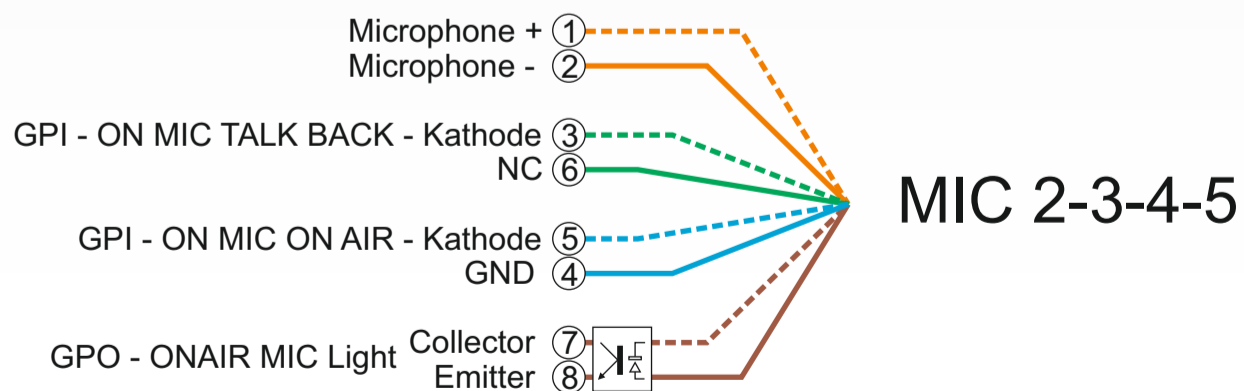 Microphone + 1
Microphone - 2
GPI - ON MIC TALK BACK - Kathode 3
NC 6
MIC 2-3-4-5
GPI - ON MIC ON AIR - Kathode 5
GND 4
GPO - ONAIR MIC Light
Collector 7
Emitter 8